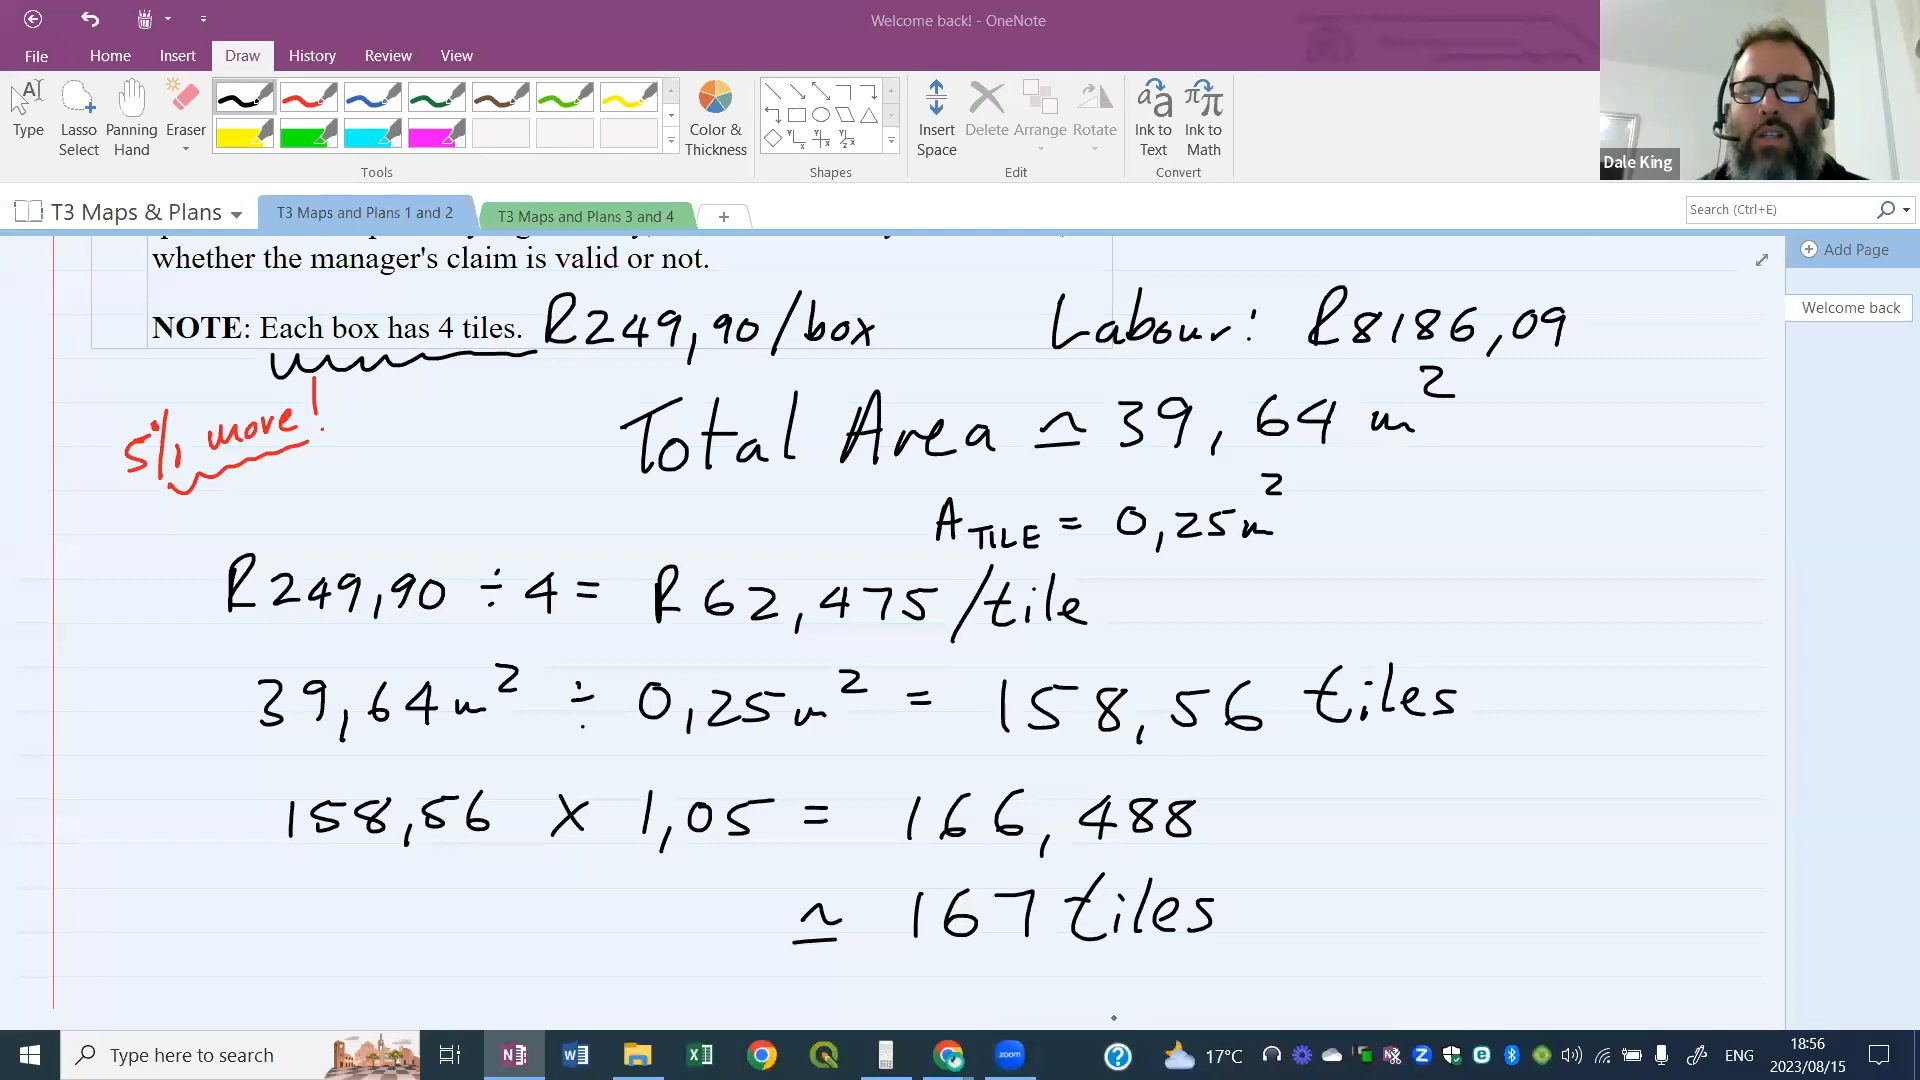 Welcome back! - OneNote
File Home Insert Draw History Review View
Type
Lasso Select
Panning Hand
Eraser
Color & Thickness
Insert Space
Delete
Arrange
Rotate
Ink to Text
Ink to Math
Tools
Shapes
Edit
Convert
Dale King
T3 Maps & Plans
T3 Maps and Plans 1 and 2
T3 Maps and Plans 3 and 4
+
Search (Ctrl+E)
Add Page
Welcome back
whether the manager's claim is valid or not.
NOTE: Each box has 4 tiles. R249,90/box Labour: R8186,09
5% more!
Total Area ≃ 39,64 m²
A TILE = 0,25m²
R249,90 ÷ 4 = R62,475/tile
39,64m² ÷ 0,25m² = 158,56 tiles
158,56 x 1,05 = 166,488
≃ 167 tiles
Type here to search
zoom
17°C
ENG
18:56
2023/08/15